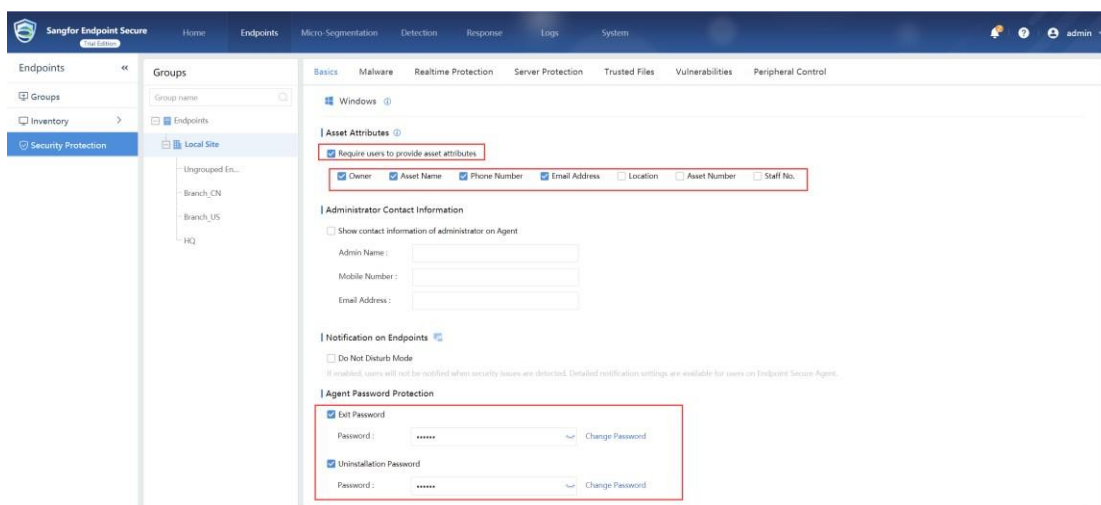 Sangfor Endpoint Secure
Trial Edition
Home
Endpoints
Micro-Segmentation
Detection
Response
Logs
System
admin
Endpoints
Groups
Inventory
Security Protection
Groups
Group name
Endpoints
Local Site
Ungrouped En...
Branch_CN
Branch_US
HQ
Basics Malware Realtime Protection Server Protection Trusted Files Vulnerabilities Peripheral Control
Windows
Asset Attributes
Require users to provide asset attributes
Owner Asset Name Phone Number Email Address Location Asset Number Staff No.
Administrator Contact Information
Show contact information of administrator on Agent
Admin Name :
Mobile Number :
Email Address :
Notification on Endpoints
Do Not Disturb Mode
If enabled, users will not be notified when security issues are detected. Detailed notification settings are available for users on Endpoint Secure Agent.
Agent Password Protection
Exit Password
Password : •••••• Change Password
Uninstallation Password
Password : •••••• Change Password